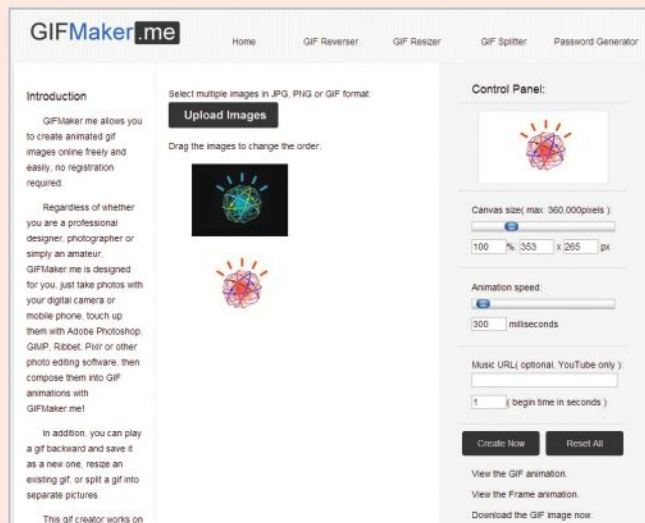 GIFMaker.me
Home GIF Reverser GIF Resizer GIF Splitter Password Generator
Introduction
GIFMaker.me allows you
to create animated gif
images online freely and
easily, no registration
required.
Regardless of whether
you are a professional
designer, photographer or
simply an amateur,
GIFMaker.me is designed
for you, just take photos with
your digital camera or
mobile phone, touch up
them with Adobe Photoshop,
GIMP, Ribbet, Pixlr or other
photo editing software, then
compose them into GIF
animations with
GIFMaker.me!
In addition, you can play
a gif backward and save it
as a new one, resize an
existing gif, or split a gif into
separate pictures.
This gif creator works on
Select multiple images in JPG, PNG or GIF format:
Upload Images
Drag the images to change the order:
Control Panel:
Canvas size( max: 360,000pixels ):
100 % 353 x 265 px
Animation speed:
300 milliseconds
Music URL( optional, YouTube only ):
1 ( begin time in seconds )
Create Now Reset All
View the GIF animation.
View the Frame animation.
Download the GIF image now.